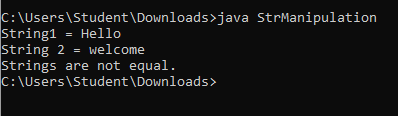 C:\Users\Student\Downloads>java StrManipulation
String1 = Hello
String 2 = welcome
Strings are not equal.
C:\Users\Student\Downloads>